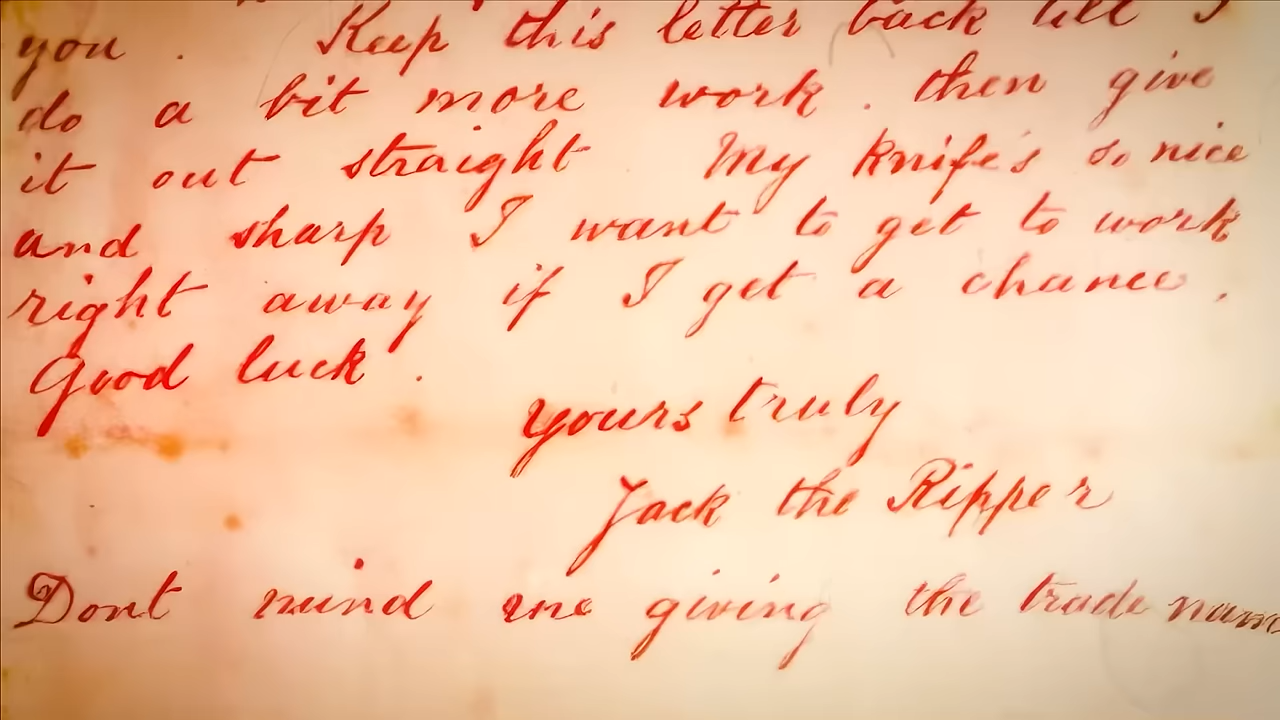 you . Keep this letter back till I
do a bit more work . then give
it out straight My knife's so nice
and sharp I want to get to work
right away if I get a chance ,
Good luck .
yours truly
Jack the Ripper
Dont mind me giving the trade name